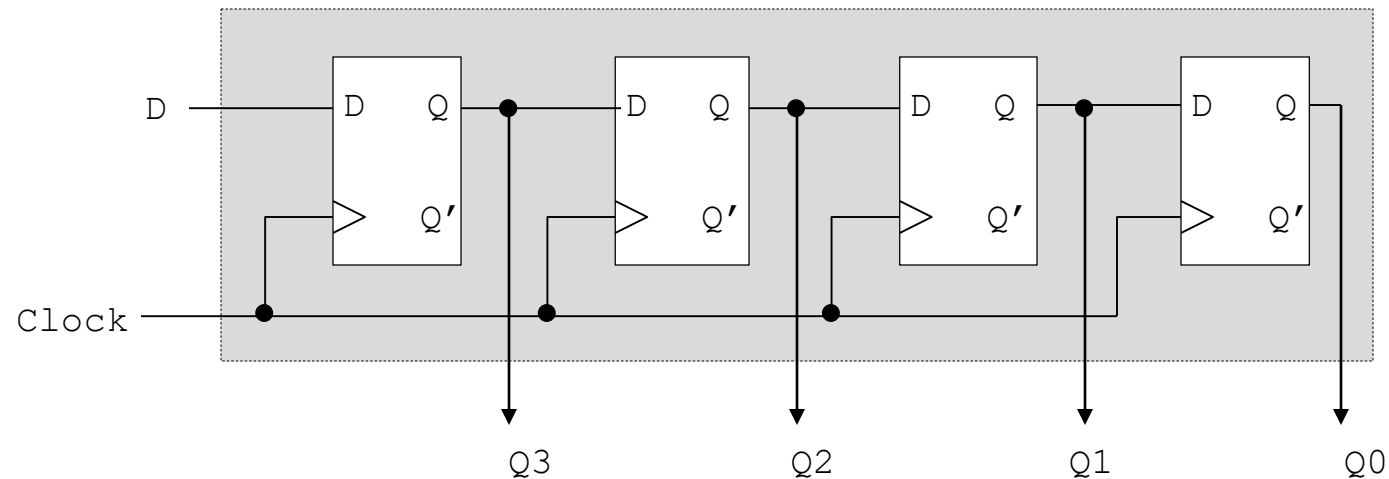 D D Q D Q D Q D Q
Q’ Q’ Q’ Q’
Clock
Q3 Q2 Q1 Q0